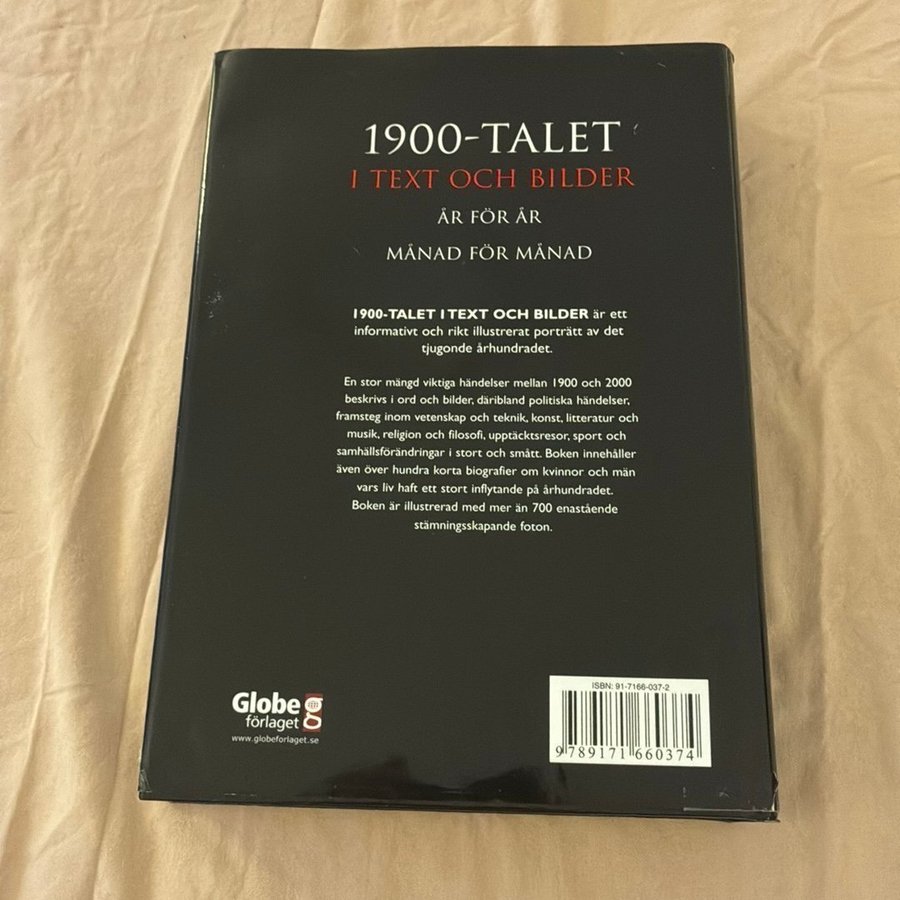 1900-TALET
I TEXT OCH BILDER
ÅR FÖR ÅR
MÅNAD FÖR MÅNAD
1900-TALET I TEXT OCH BILDER är ett
informativt och rikt illustrerat porträtt av det
tjugonde århundradet.
En stor mängd viktiga händelser mellan 1900 och 2000
beskrivs i ord och bilder, däribland politiska händelser,
framsteg inom vetenskap och teknik, konst, litteratur och
musik, religion och filosofi, upptäcktsresor, sport och
samhällsförändringar i stort och smått. Boken innehåller
även över hundra korta biografier om kvinnor och män
vars liv haft ett stort inflytande på århundradet.
Boken är illustrerad med mer än 700 enastående
stämningsskapande foton.
Globe
förlaget
www.globeforlaget.se
ISBN: 91-7166-037-2
9 789171 660374